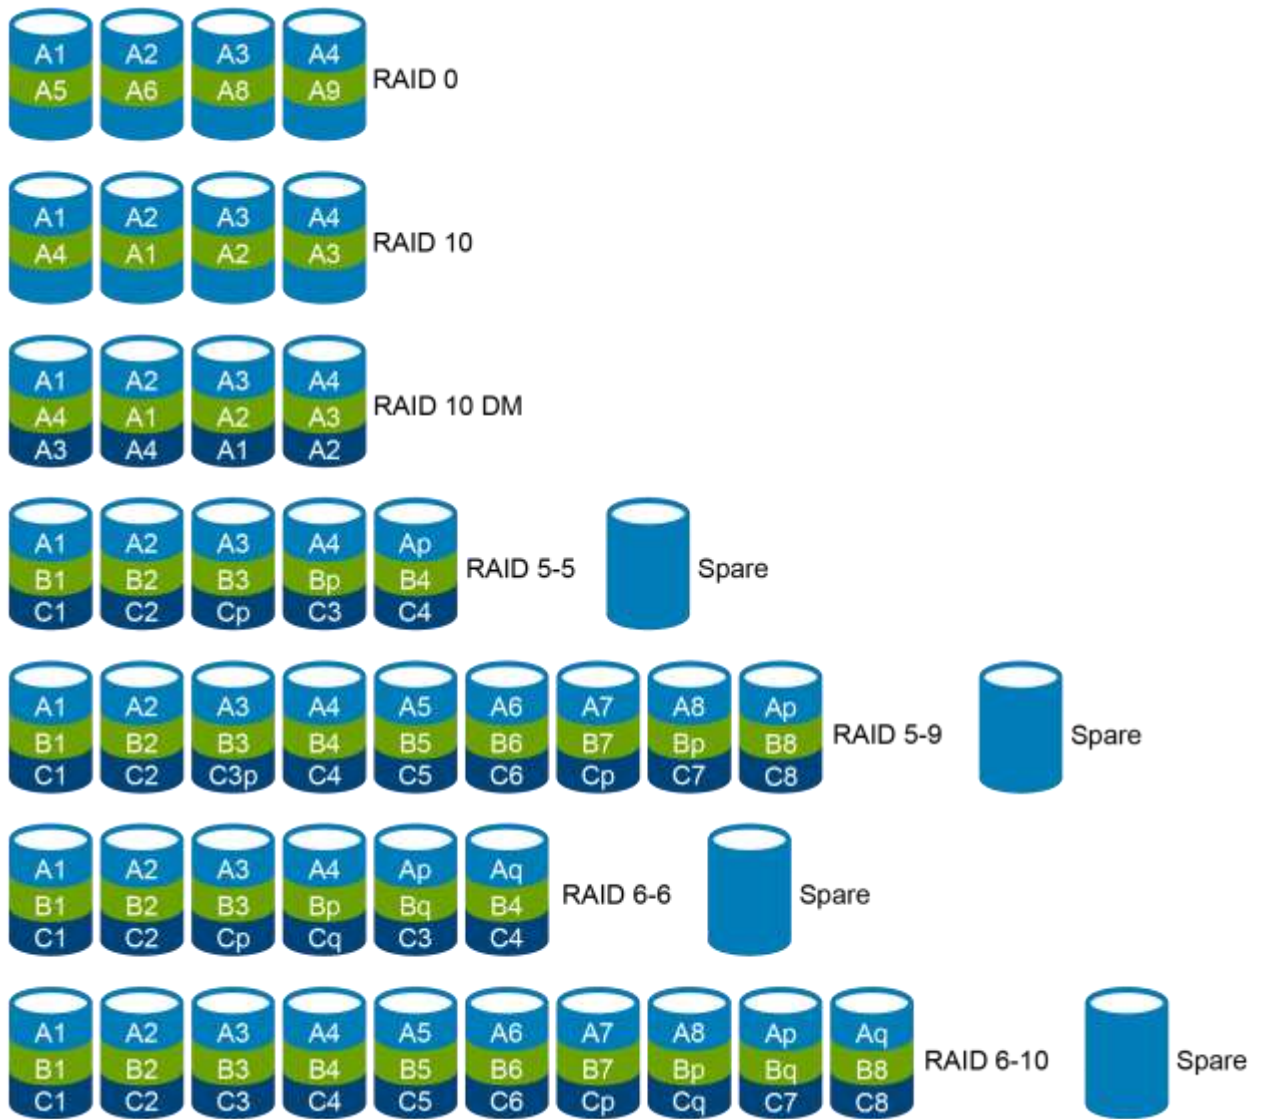 A1 A2 A3 A4
RAID 0
A5 A6 A8 A9
A1 A2 A3 A4
RAID 10
A4 A1 A2 A3
A1 A2 A3 A4
RAID 10 DM
A4 A1 A2 A3
A3 A4 A1 A2
A1 A2 A3 A4 Ap
RAID 5-5 Spare
B1 B2 B3 Bp B4
C1 C2 Cp C3 C4
A1 A2 A3 A4 A5 A6 A7 A8 Ap
RAID 5-9 Spare
B1 B2 B3 B4 B5 B6 B7 Bp B8
C1 C2 C3p C4 C5 C6 Cp C7 C8
A1 A2 A3 A4 Ap Aq
RAID 6-6 Spare
B1 B2 B3 Bp Bq B4
C1 C2 Cp Cq C3 C4
A1 A2 A3 A4 A5 A6 A7 A8 Ap Aq
RAID 6-10 Spare
B1 B2 B3 B4 B5 B6 B7 Bp Bq B8
C1 C2 C3 C4 C5 C6 Cp Cq C7 C8